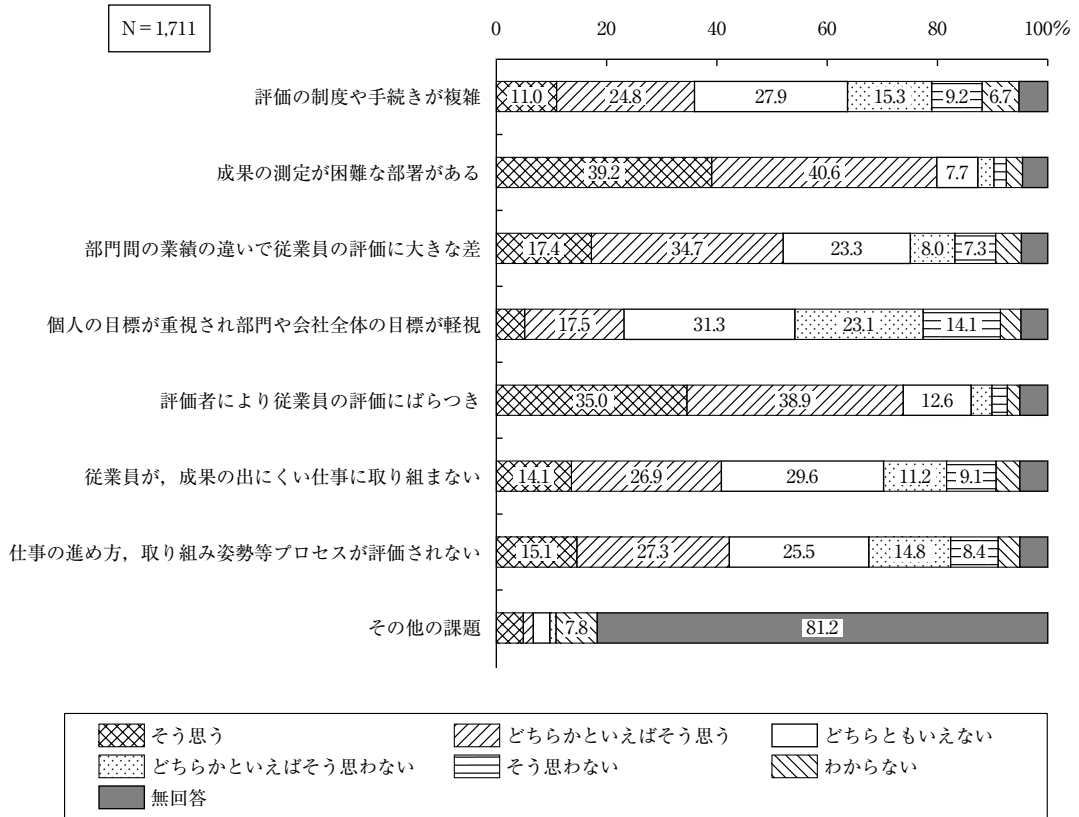 N＝1,711
0 20 40 60 80 100%
評価の制度や手続きが複雑 11.0 24.8 27.9 15.3 9.2 6.7
成果の測定が困難な部署がある 39.2 40.6 7.7
部門間の業績の違いで従業員の評価に大きな差 17.4 34.7 23.3 8.0 7.3
個人の目標が重視され部門や会社全体の目標が軽視 17.5 31.3 23.1 14.1
評価者により従業員の評価にばらつき 35.0 38.9 12.6
従業員が，成果の出にくい仕事に取り組まない 14.1 26.9 29.6 11.2 9.1
仕事の進め方，取り組み姿勢等プロセスが評価されない 15.1 27.3 25.5 14.8 8.4
その他の課題 7.8 81.2
そう思う どちらかといえばそう思う どちらともいえない
どちらかといえばそう思わない そう思わない わからない
無回答